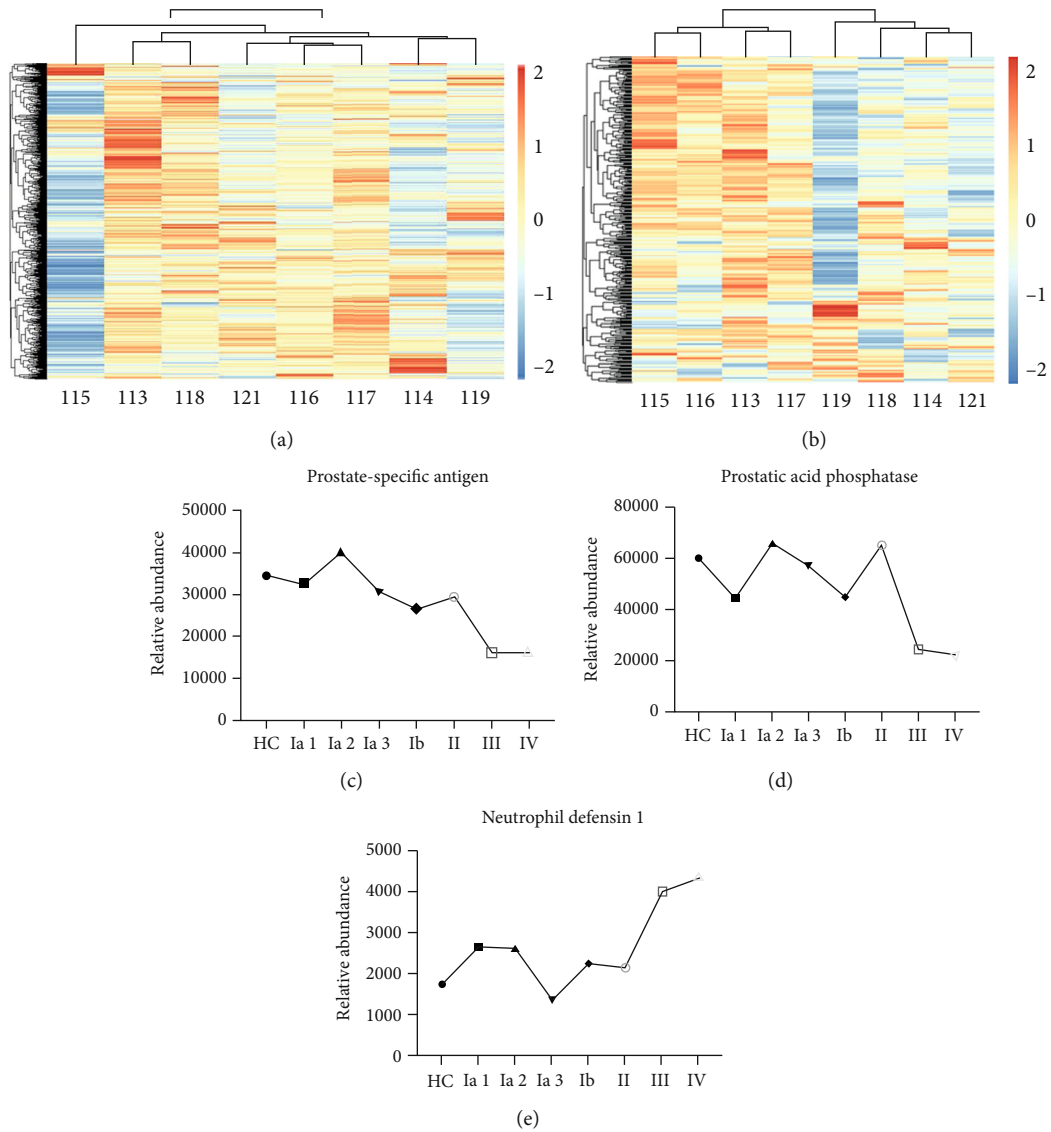 2
1
0
−1
−2
115 113 118 121 116 117 114 119
(a)
2
1
0
−1
−2
115 116 113 117 119 118 114 121
(b)
Prostate-specific antigen
Relative abundance
50000
40000
30000
20000
10000
0
HC Ia 1 Ia 2 Ia 3 Ib II III IV
(c)
Prostatic acid phosphatase
Relative abundance
80000
60000
40000
20000
0
HC Ia 1 Ia 2 Ia 3 Ib II III IV
(d)
Neutrophil defensin 1
Relative abundance
5000
4000
3000
2000
1000
0
HC Ia 1 Ia 2 Ia 3 Ib II III IV
(e)